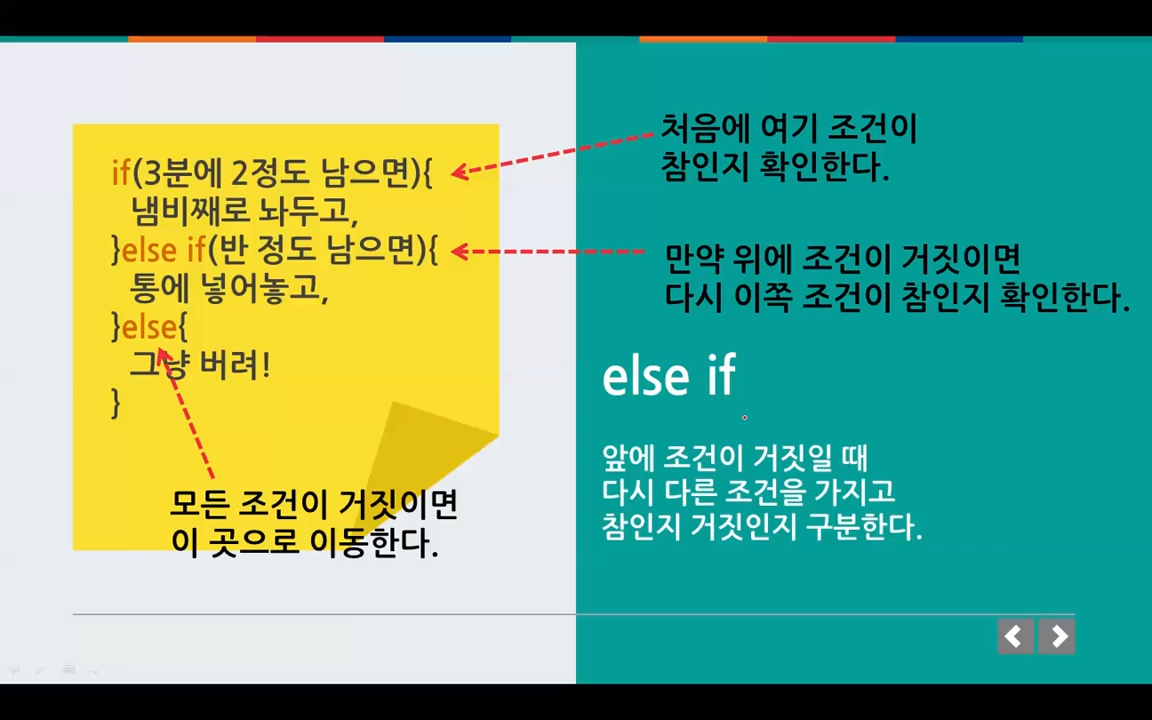 if(3분에 2정도 남으면){
냄비째로 놔두고,
}else if(반 정도 남으면){
통에 넣어놓고,
}else{
그냥 버려!
}
모든 조건이 거짓이면
이 곳으로 이동한다.
처음에 여기 조건이
참인지 확인한다.
만약 위에 조건이 거짓이면
다시 이쪽 조건이 참인지 확인한다.
else if
앞에 조건이 거짓일 때
다시 다른 조건을 가지고
참인지 거짓인지 구분한다.